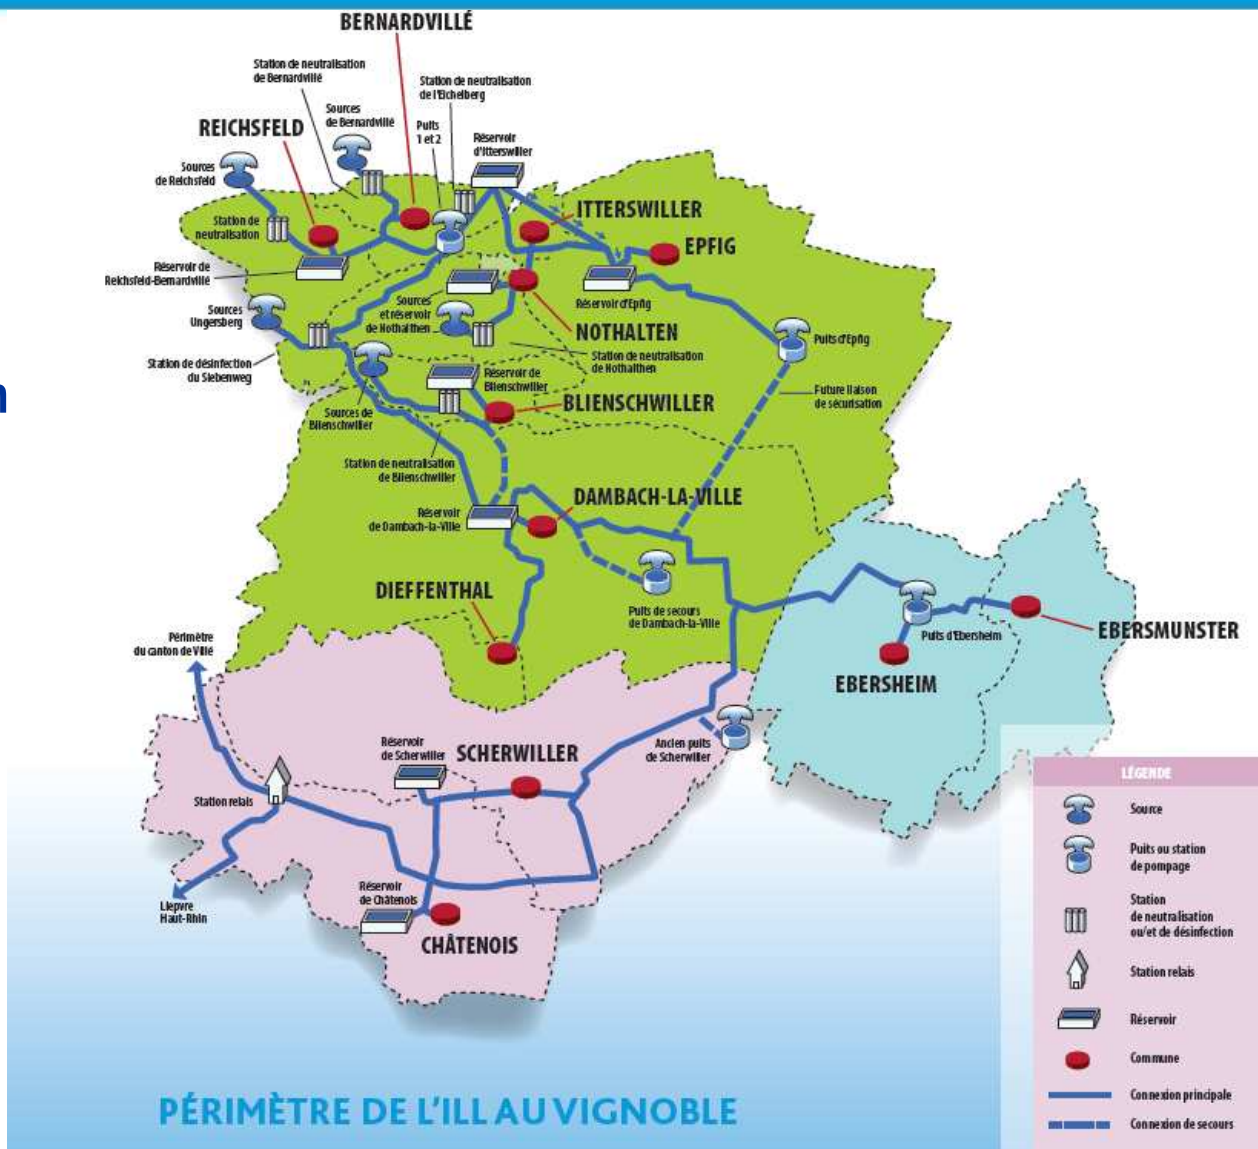 BERNARDVILLÉ
Station de neutralisation
de Bernardvillé
Station de neutralisation
de l'Eichelberg
Sources
de Bernardvillé
Puits
1 et 2
REICHSFELD
Réservoir
d'Itterswiller
Sources
de Reichsfeld
ITTERSWILLER
Station de
neutralisation
EPFIG
Réservoir de
Reichsfeld-Bernardvillé
Sources
et réservoir
de Nothalthen
Réservoir d'Epfig
Sources
Ungersberg
NOTHALTEN
Puits d'Epfig
Station de neutralisation
de Nothalthen
Station de désinfection
du Siebenweg
Réservoir de
Blienschwiller
Future liaison
de sécurisation
BLIENSCHWILLER
Sources de
Blienschwiller
Station de neutralisation
de Blienschwiller
DAMBACH-LA-VILLE
Réservoir
de Dambach-la-Ville
DIEFFENTHAL
Puits de secours
de Dambach-la-Ville
Puits d'Ebersheim
EBERSMUNSTER
Périmètre
du canton de Villé
EBERSHEIM
Réservoir
de Scherwiller
SCHERWILLER
Ancien puits
de Scherwiller
Station relais
Réservoir
de Châtenois
Liepvre
Haut-Rhin
CHÂTENOIS
LÉGENDE
Source
Puits ou station
de pompage
Station
de neutralisation
ou/et de désinfection
Station relais
Réservoir
Commune
Connexion principale
Connexion de secours
PÉRIMÈTRE DE L'ILL AU VIGNOBLE